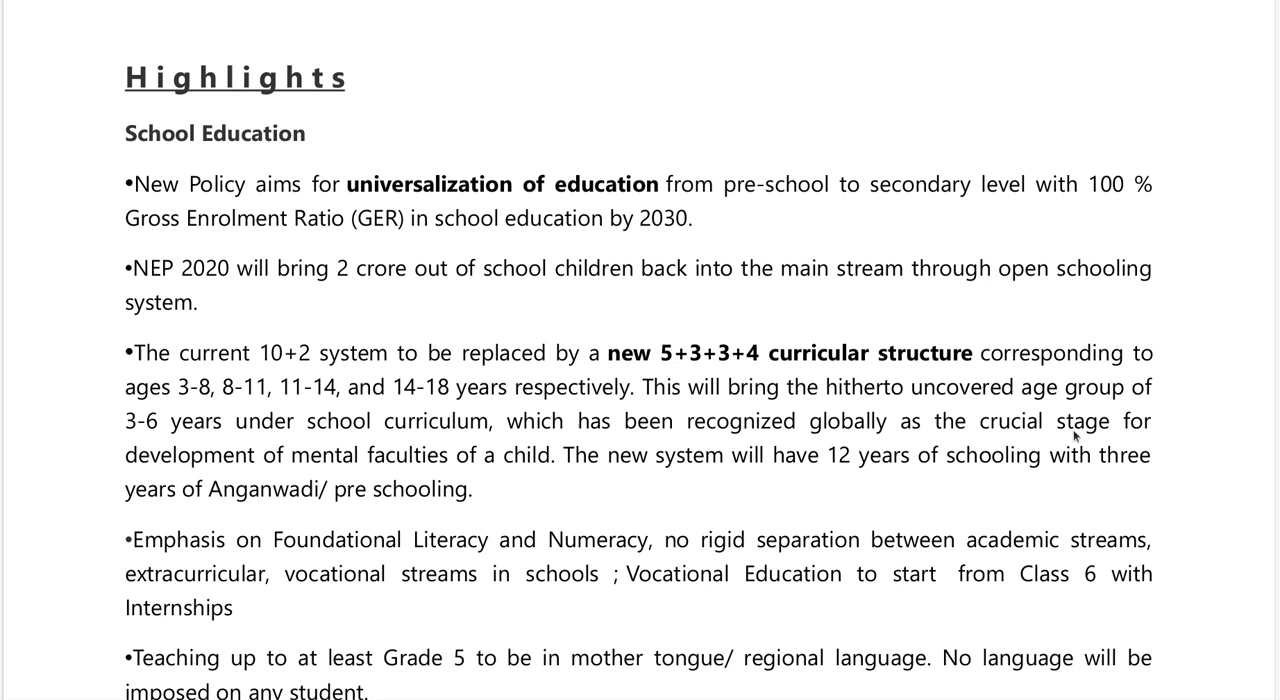 Highlights
School Education
•New Policy aims for universalization of education from pre-school to secondary level with 100 %
Gross Enrolment Ratio (GER) in school education by 2030.
•NEP 2020 will bring 2 crore out of school children back into the main stream through open schooling
system.
•The current 10+2 system to be replaced by a new 5+3+3+4 curricular structure corresponding to
ages 3-8, 8-11, 11-14, and 14-18 years respectively. This will bring the hitherto uncovered age group of
3-6 years under school curriculum, which has been recognized globally as the crucial stage for
development of mental faculties of a child. The new system will have 12 years of schooling with three
years of Anganwadi/ pre schooling.
•Emphasis on Foundational Literacy and Numeracy, no rigid separation between academic streams,
extracurricular, vocational streams in schools ; Vocational Education to start from Class 6 with
Internships
•Teaching up to at least Grade 5 to be in mother tongue/ regional language. No language will be
imposed on any student.